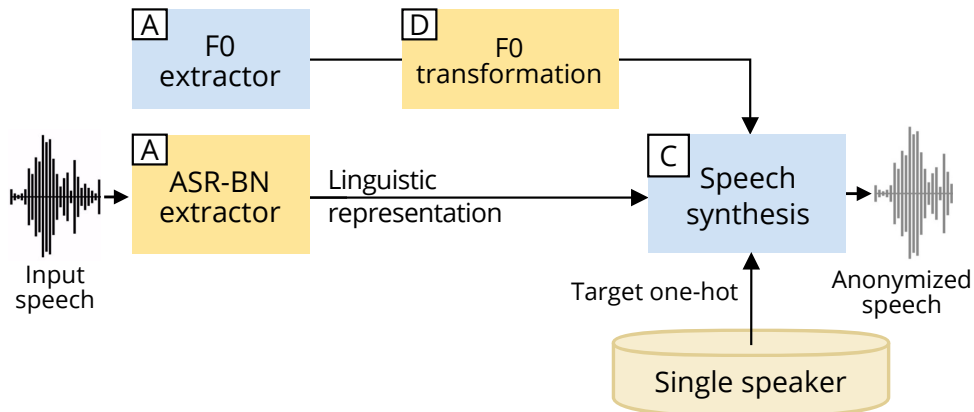 A
F0
extractor
D
F0
transformation
A
ASR-BN
extractor
Linguistic
representation
C
Speech
synthesis
Input
speech
Anonymized
speech
Target one-hot
Single speaker